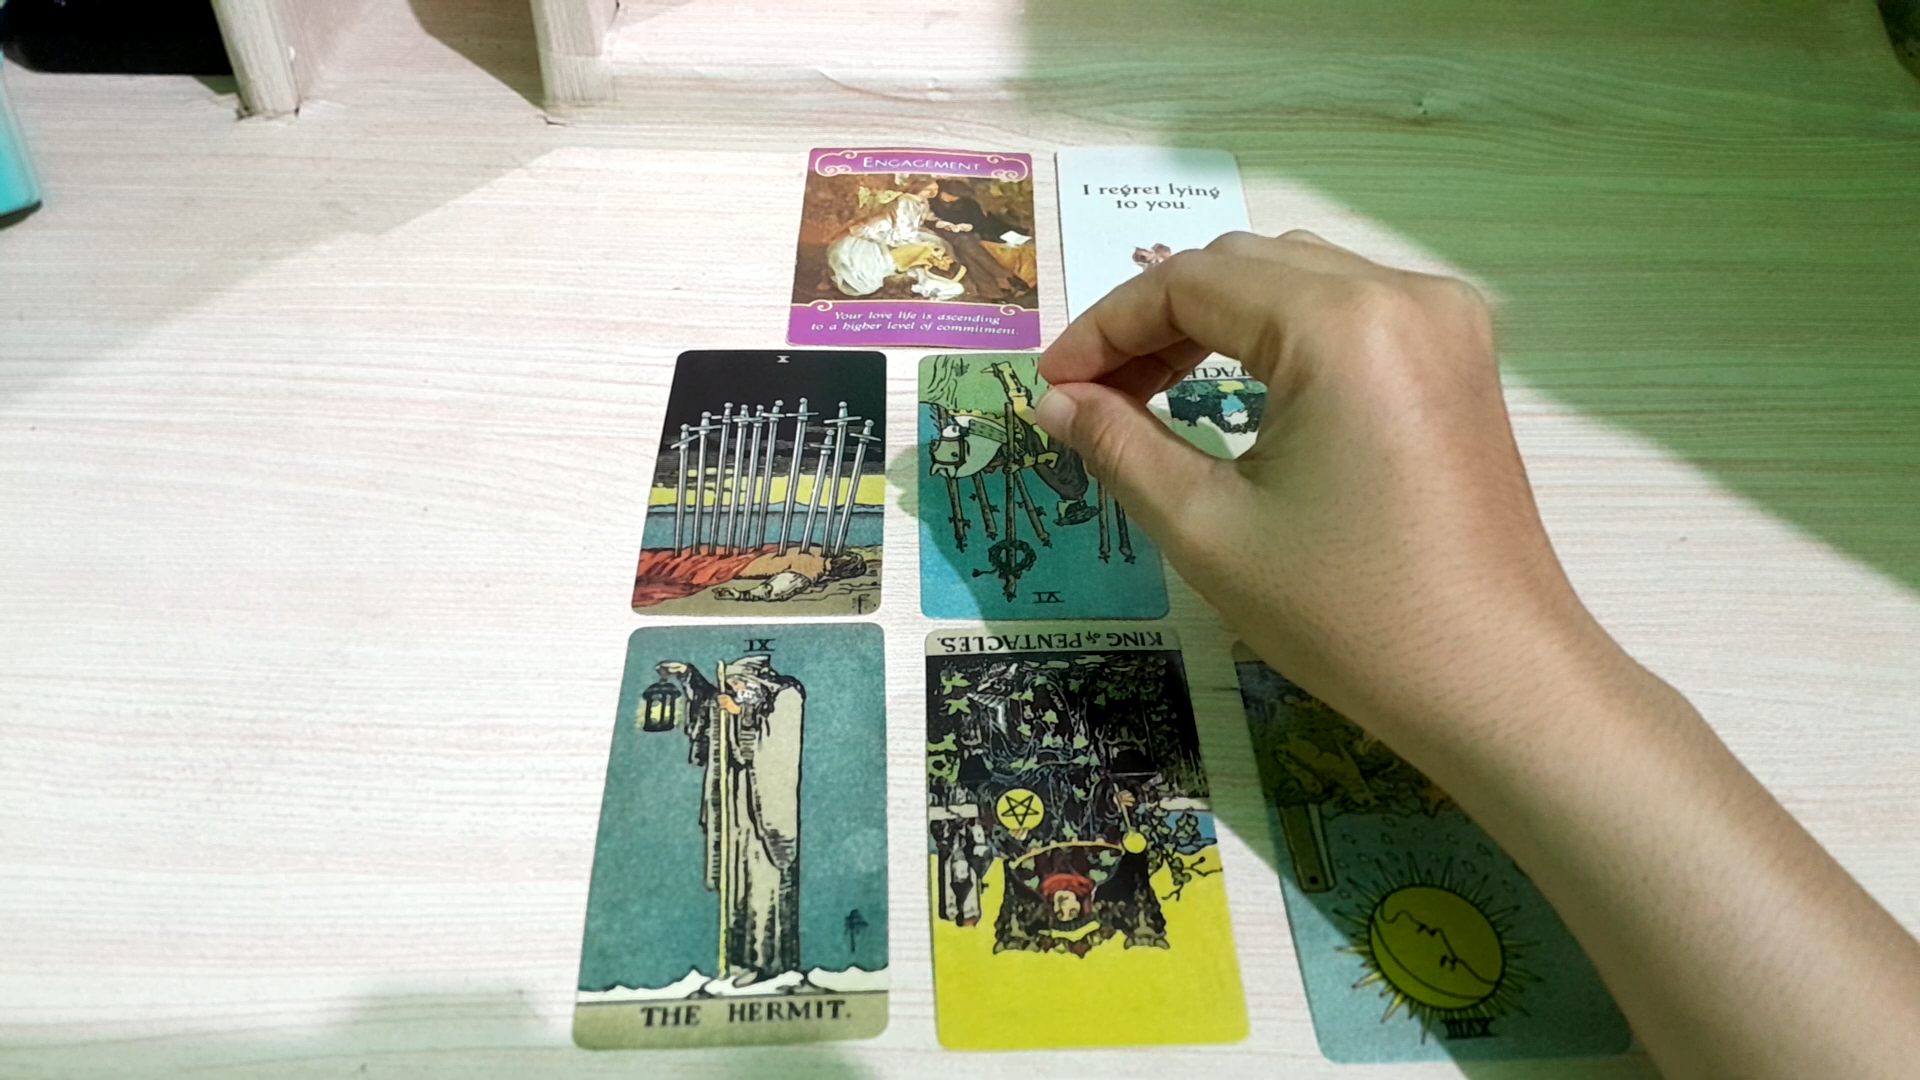 ENGAGEMENT
Your love life is ascending
to a higher level of commitment.
I regret lying
to you.
X
VI
IX
THE HERMIT.
KING of PENTACLES.
XVIII